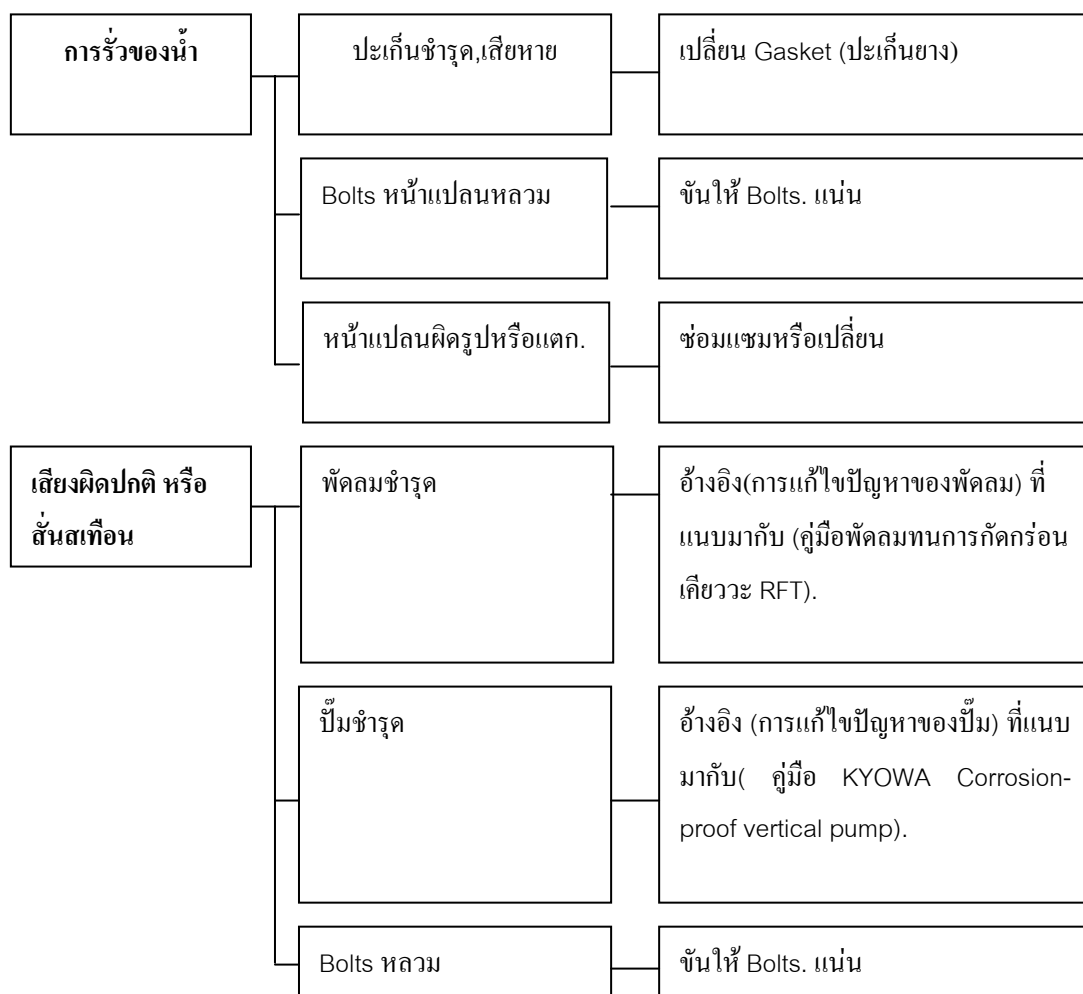 การรั่วของน้ำ
ปะเก็นชำรุด,เสียหาย
เปลี่ยน Gasket (ปะเก็นยาง)
Bolts หน้าแปลนหลวม
ขันให้ Bolts. แน่น
หน้าแปลนผิดรูปหรือแตก.
ซ่อมแซมหรือเปลี่ยน
เสียงผิดปกติ หรือ
สั่นสเทือน
พัดลมชำรุด
อ้างอิง(การแก้ไขปัญหาของพัดลม) ที่
แนบมากับ (คู่มือพัดลมทนการกัดกร่อน
เคียววะ RFT).
ปั๊มชำรุด
อ้างอิง (การแก้ไขปัญหาของปั๊ม) ที่แนบ
มากับ( คู่มือ KYOWA Corrosion-
proof vertical pump).
Bolts หลวม
ขันให้ Bolts. แน่น